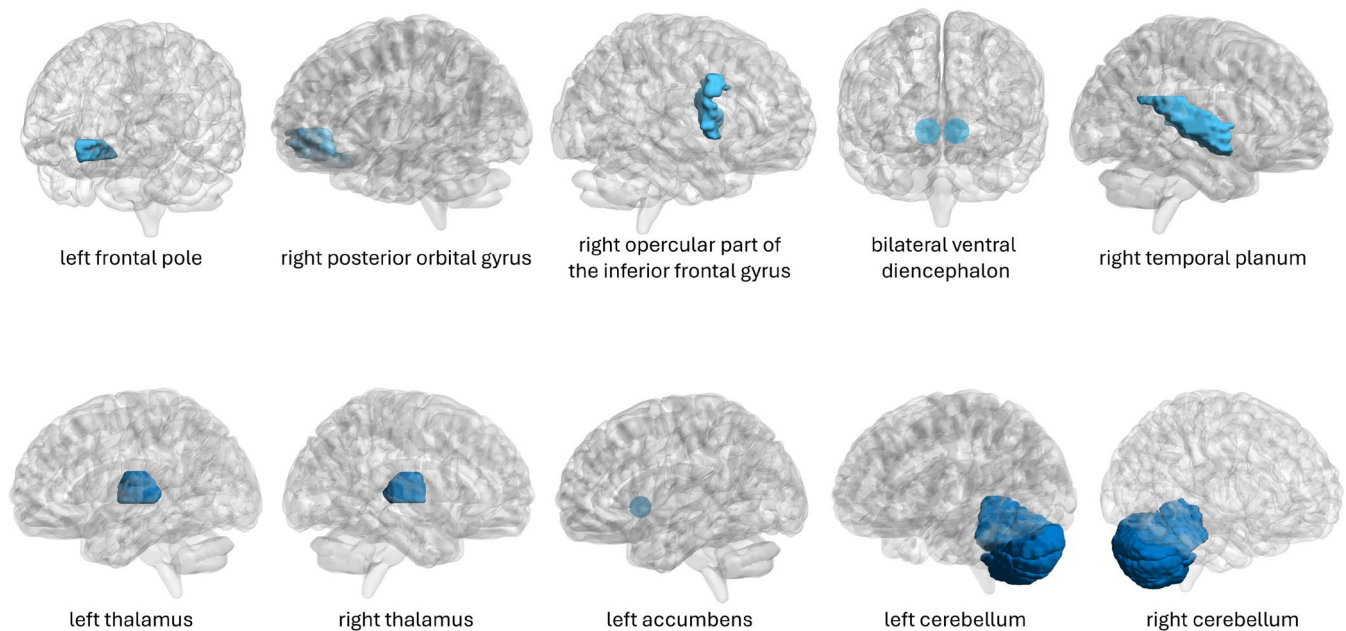 left frontal pole
right posterior orbital gyrus
right opercular part of
the inferior frontal gyrus
bilateral ventral
diencephalon
right temporal planum
left thalamus
right thalamus
left accumbens
left cerebellum
right cerebellum